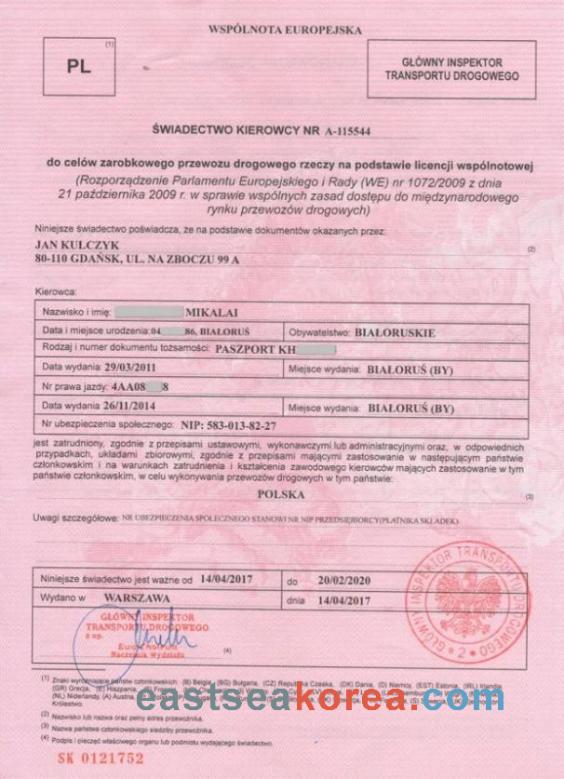 WSPÓLNOTA EUROPEJSKA
PL
(1)
GŁÓWNY INSPEKTOR
TRANSPORTU DROGOWEGO
ŚWIADECTWO KIEROWCY NR A-115544
do celów zarobkowego przewozu drogowego rzeczy na podstawie licencji wspólnotowej
(Rozporządzenie Parlamentu Europejskiego i Rady (WE) nr 1072/2009 z dnia
21 października 2009 r. w sprawie wspólnych zasad dostępu do międzynarodowego
rynku przewozów drogowych)
Niniejsze świadectwo poświadcza, że na podstawie dokumentów okazanych przez:
JAN KULCZYK
(2)
80-110 GDAŃSK, UL. NA ZBOCZU 99 A
Kierowca:
Nazwisko i imię: MIKALAI
Data i miejsce urodzenia: 04 86, BIAŁORUŚ Obywatelstwo: BIAŁORUSKIE
Rodzaj i numer dokumentu tożsamości: PASZPORT KH
Data wydania: 29/03/2011 Miejsce wydania: BIAŁORUŚ (BY)
Nr prawa jazdy: 4AA08 8
Data wydania 26/11/2014 Miejsce wydania: BIAŁORUŚ (BY)
Nr ubezpieczenia społecznego: NIP: 583-013-82-27
jest zatrudniony, zgodnie z przepisami ustawowymi, wykonawczymi lub administracyjnymi oraz, w odpowiednich
przypadkach, układami zbiorowymi, zgodnie z przepisami mającymi zastosowanie w następującym państwie
członkowskim i na warunkach zatrudnienia i kształcenia zawodowego kierowców mających zastosowanie w tym
państwie członkowskim, w celu wykonywania przewozów drogowych w tym państwie:
POLSKA
(3)
Uwagi szczegółowe: NR UBEZPIECZENIA SPOŁECZNEGO STANOWI NR NIP PRZEDSIĘBIORCY(PŁATNIKA SKŁADEK)
Niniejsze świadectwo jest ważne od 14/04/2017 do 20/02/2020
Wydano w WARSZAWA dnia 14/04/2017
GŁÓWNY INSPEKTOR
TRANSPORTU DROGOWEGO
z up.
Naczelnik Wydziału
(4)
GŁÓWNY INSPEKTOR TRANSPORTU DROGOWEGO
* 2 *
(1) Znaki wyróżniające państw członkowskich: (B) Belgia, (BG) Bułgaria, (CZ) Republika Czeska, (DK) Dania, (D) Niemcy, (EST) Estonia, (IRL) Irlandia,
(GR) Grecja, (E) Hiszpania,
(NL) Niderlandy, (A) Austria,
Królestwo.
eastseakorea.com
(2) Nazwisko lub nazwa oraz pełny adres przewoźnika.
(3) Nazwa państwa członkowskiego siedziby przewoźnika.
(4) Podpis i pieczęć właściwego organu lub podmiotu wydającego świadectwo.
SK 0121752